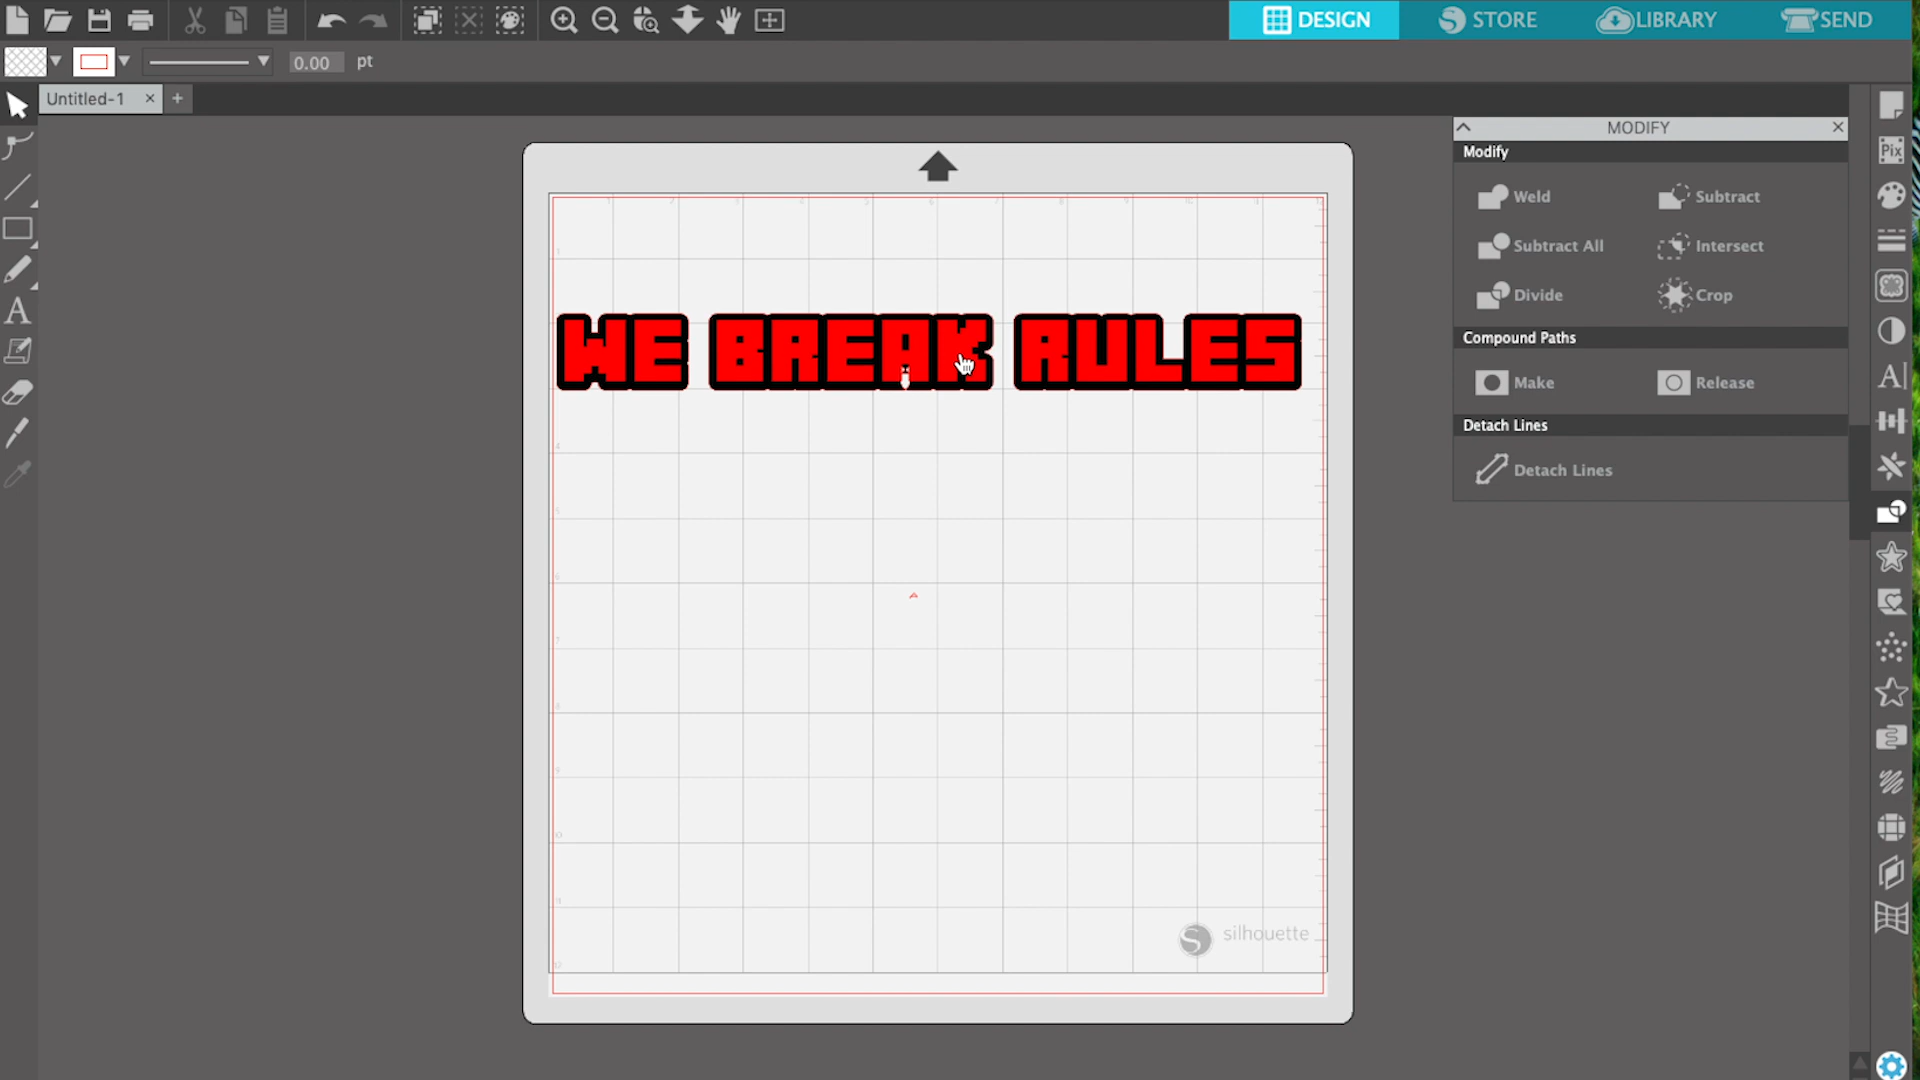 DESIGN
STORE
LIBRARY
SEND
0.00 pt
Untitled-1
MODIFY
Modify
Weld
Subtract
Subtract All
Intersect
Divide
Crop
Compound Paths
Make
Release
Detach Lines
Detach Lines
Pix
WE BREAK RULES
silhouette